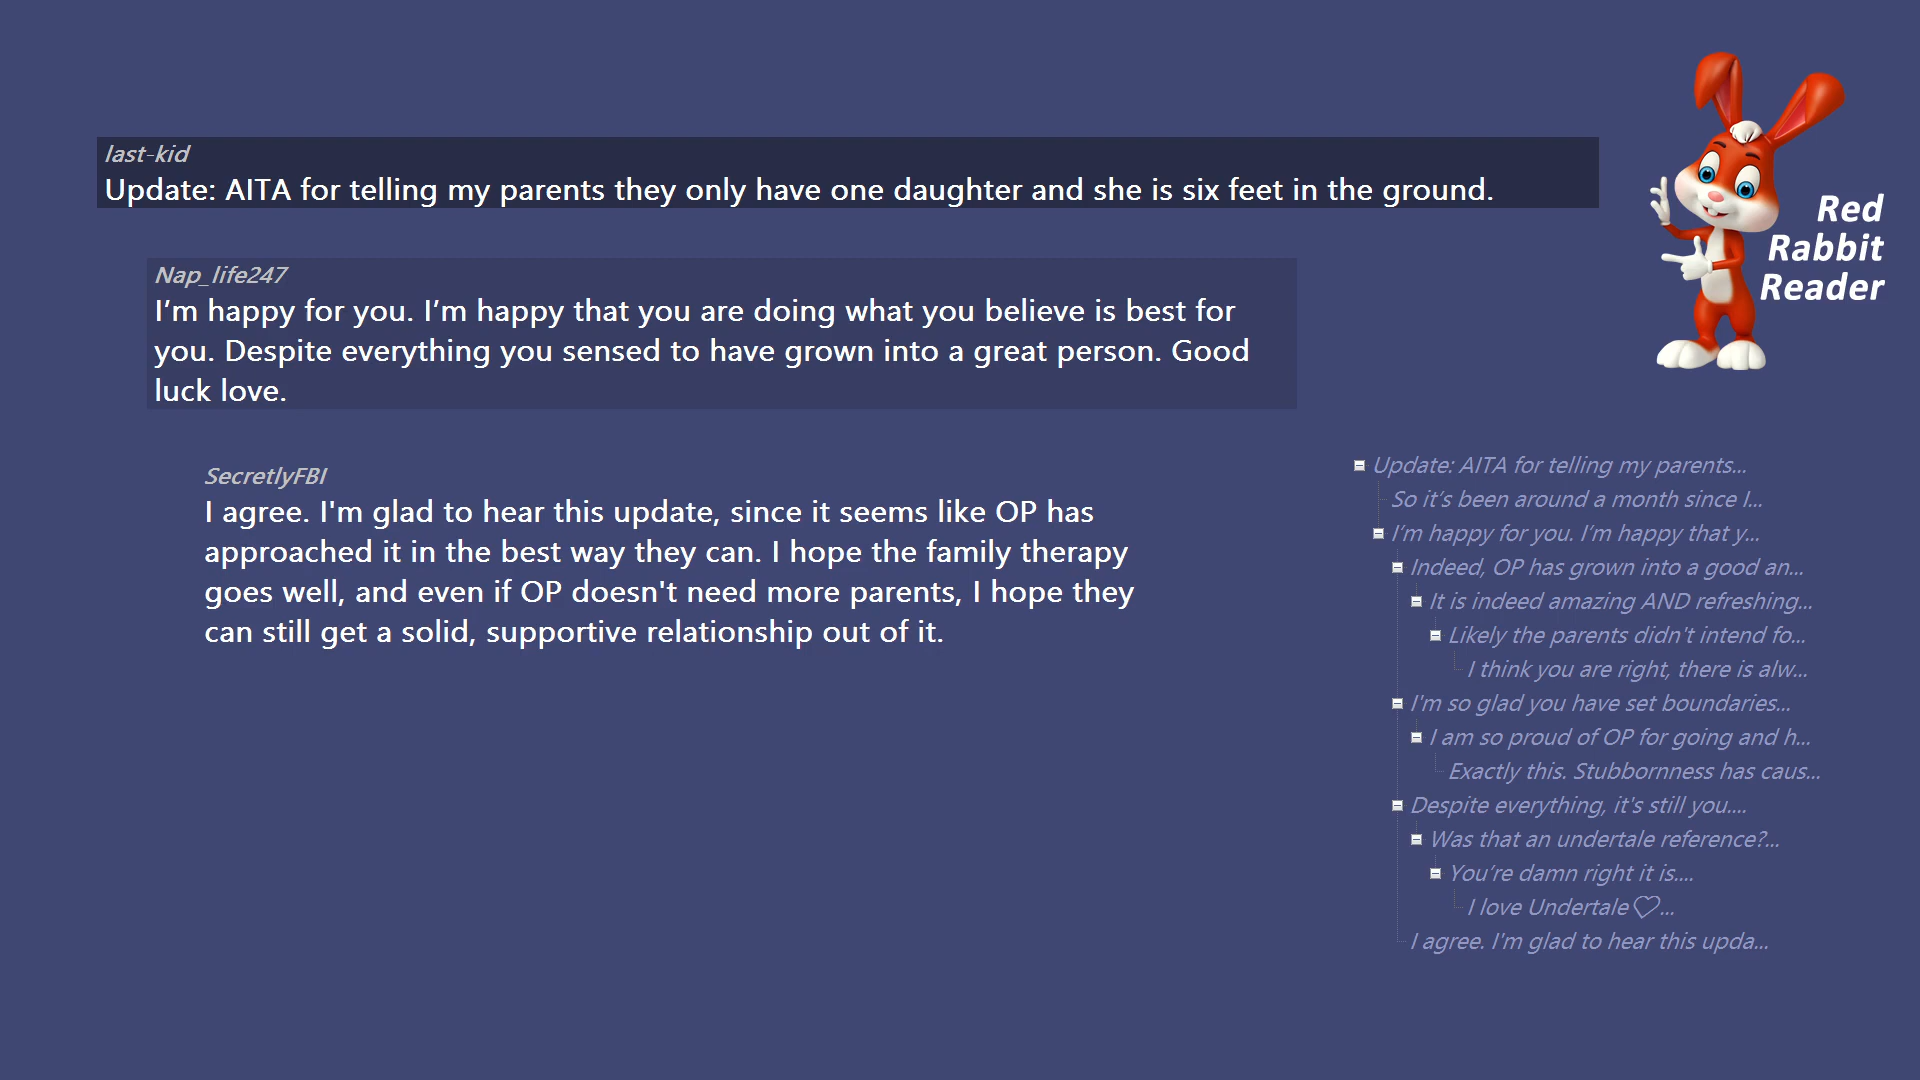 last-kid
Update: AITA for telling my parents they only have one daughter and she is six feet in the ground.
Nap_life247
I’m happy for you. I’m happy that you are doing what you believe is best for
you. Despite everything you sensed to have grown into a great person. Good
luck love.
SecretlyFBI
I agree. I'm glad to hear this update, since it seems like OP has
approached it in the best way they can. I hope the family therapy
goes well, and even if OP doesn't need more parents, I hope they
can still get a solid, supportive relationship out of it.
Red
Rabbit
Reader
Update: AITA for telling my parents...
So it’s been around a month since I...
I’m happy for you. I’m happy that y...
Indeed, OP has grown into a good an...
It is indeed amazing AND refreshing...
Likely the parents didn't intend fo...
I think you are right, there is alw...
I'm so glad you have set boundaries...
I am so proud of OP for going and h...
Exactly this. Stubbornness has caus...
Despite everything, it's still you....
Was that an undertale reference?...
You’re damn right it is....
I love Undertale♡...
I agree. I'm glad to hear this upda...